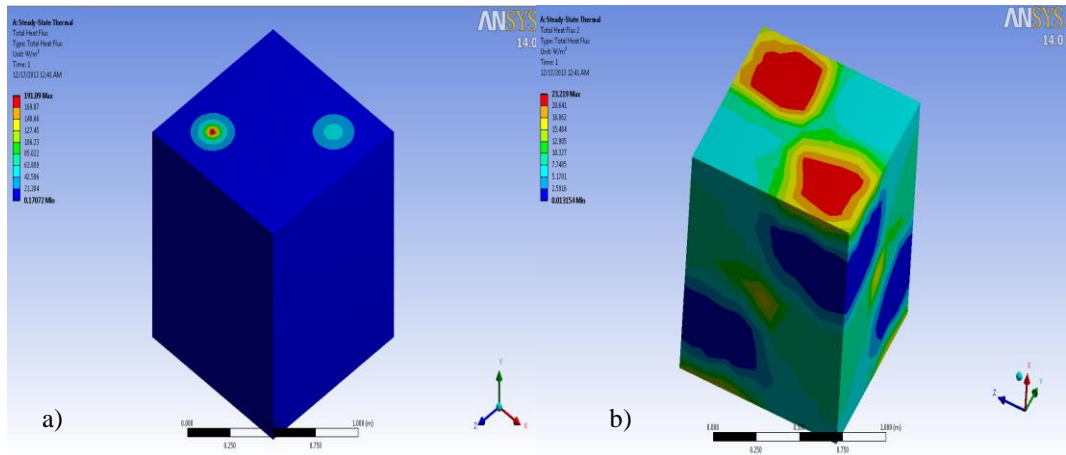 A: Steady-State Thermal
Total Heat Flux
Type: Total Heat Flux
Unit: W/m²
Time: 1
12/17/2013 12:41 AM
191.09 Max
169.87
148.66
127.45
106.23
85.022
63.809
42.596
21.384
0.17072 Min
ANSYS
14.0
a)
0.000
1.000 (m)
0.250
0.750
Y
Z
X
A: Steady-State Thermal
Total Heat Flux 2
Type: Total Heat Flux
Unit: W/m²
Time: 1
12/17/2013 12:41 AM
23.219 Max
20.641
18.062
15.484
12.905
10.327
7.7485
5.1701
2.5916
0.013154 Min
ANSYS
14.0
b)
0.000
0.500
1.000 (m)
0.250
0.750
Z
X
Y